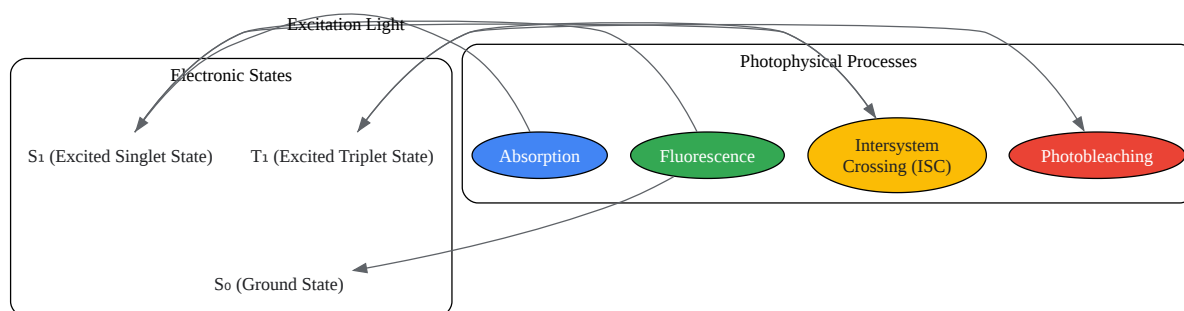 Excitation Light
Electronic States
S₁ (Excited Singlet State)
T₁ (Excited Triplet State)
S₀ (Ground State)
Photophysical Processes
Absorption
Fluorescence
Intersystem
Crossing (ISC)
Photobleaching